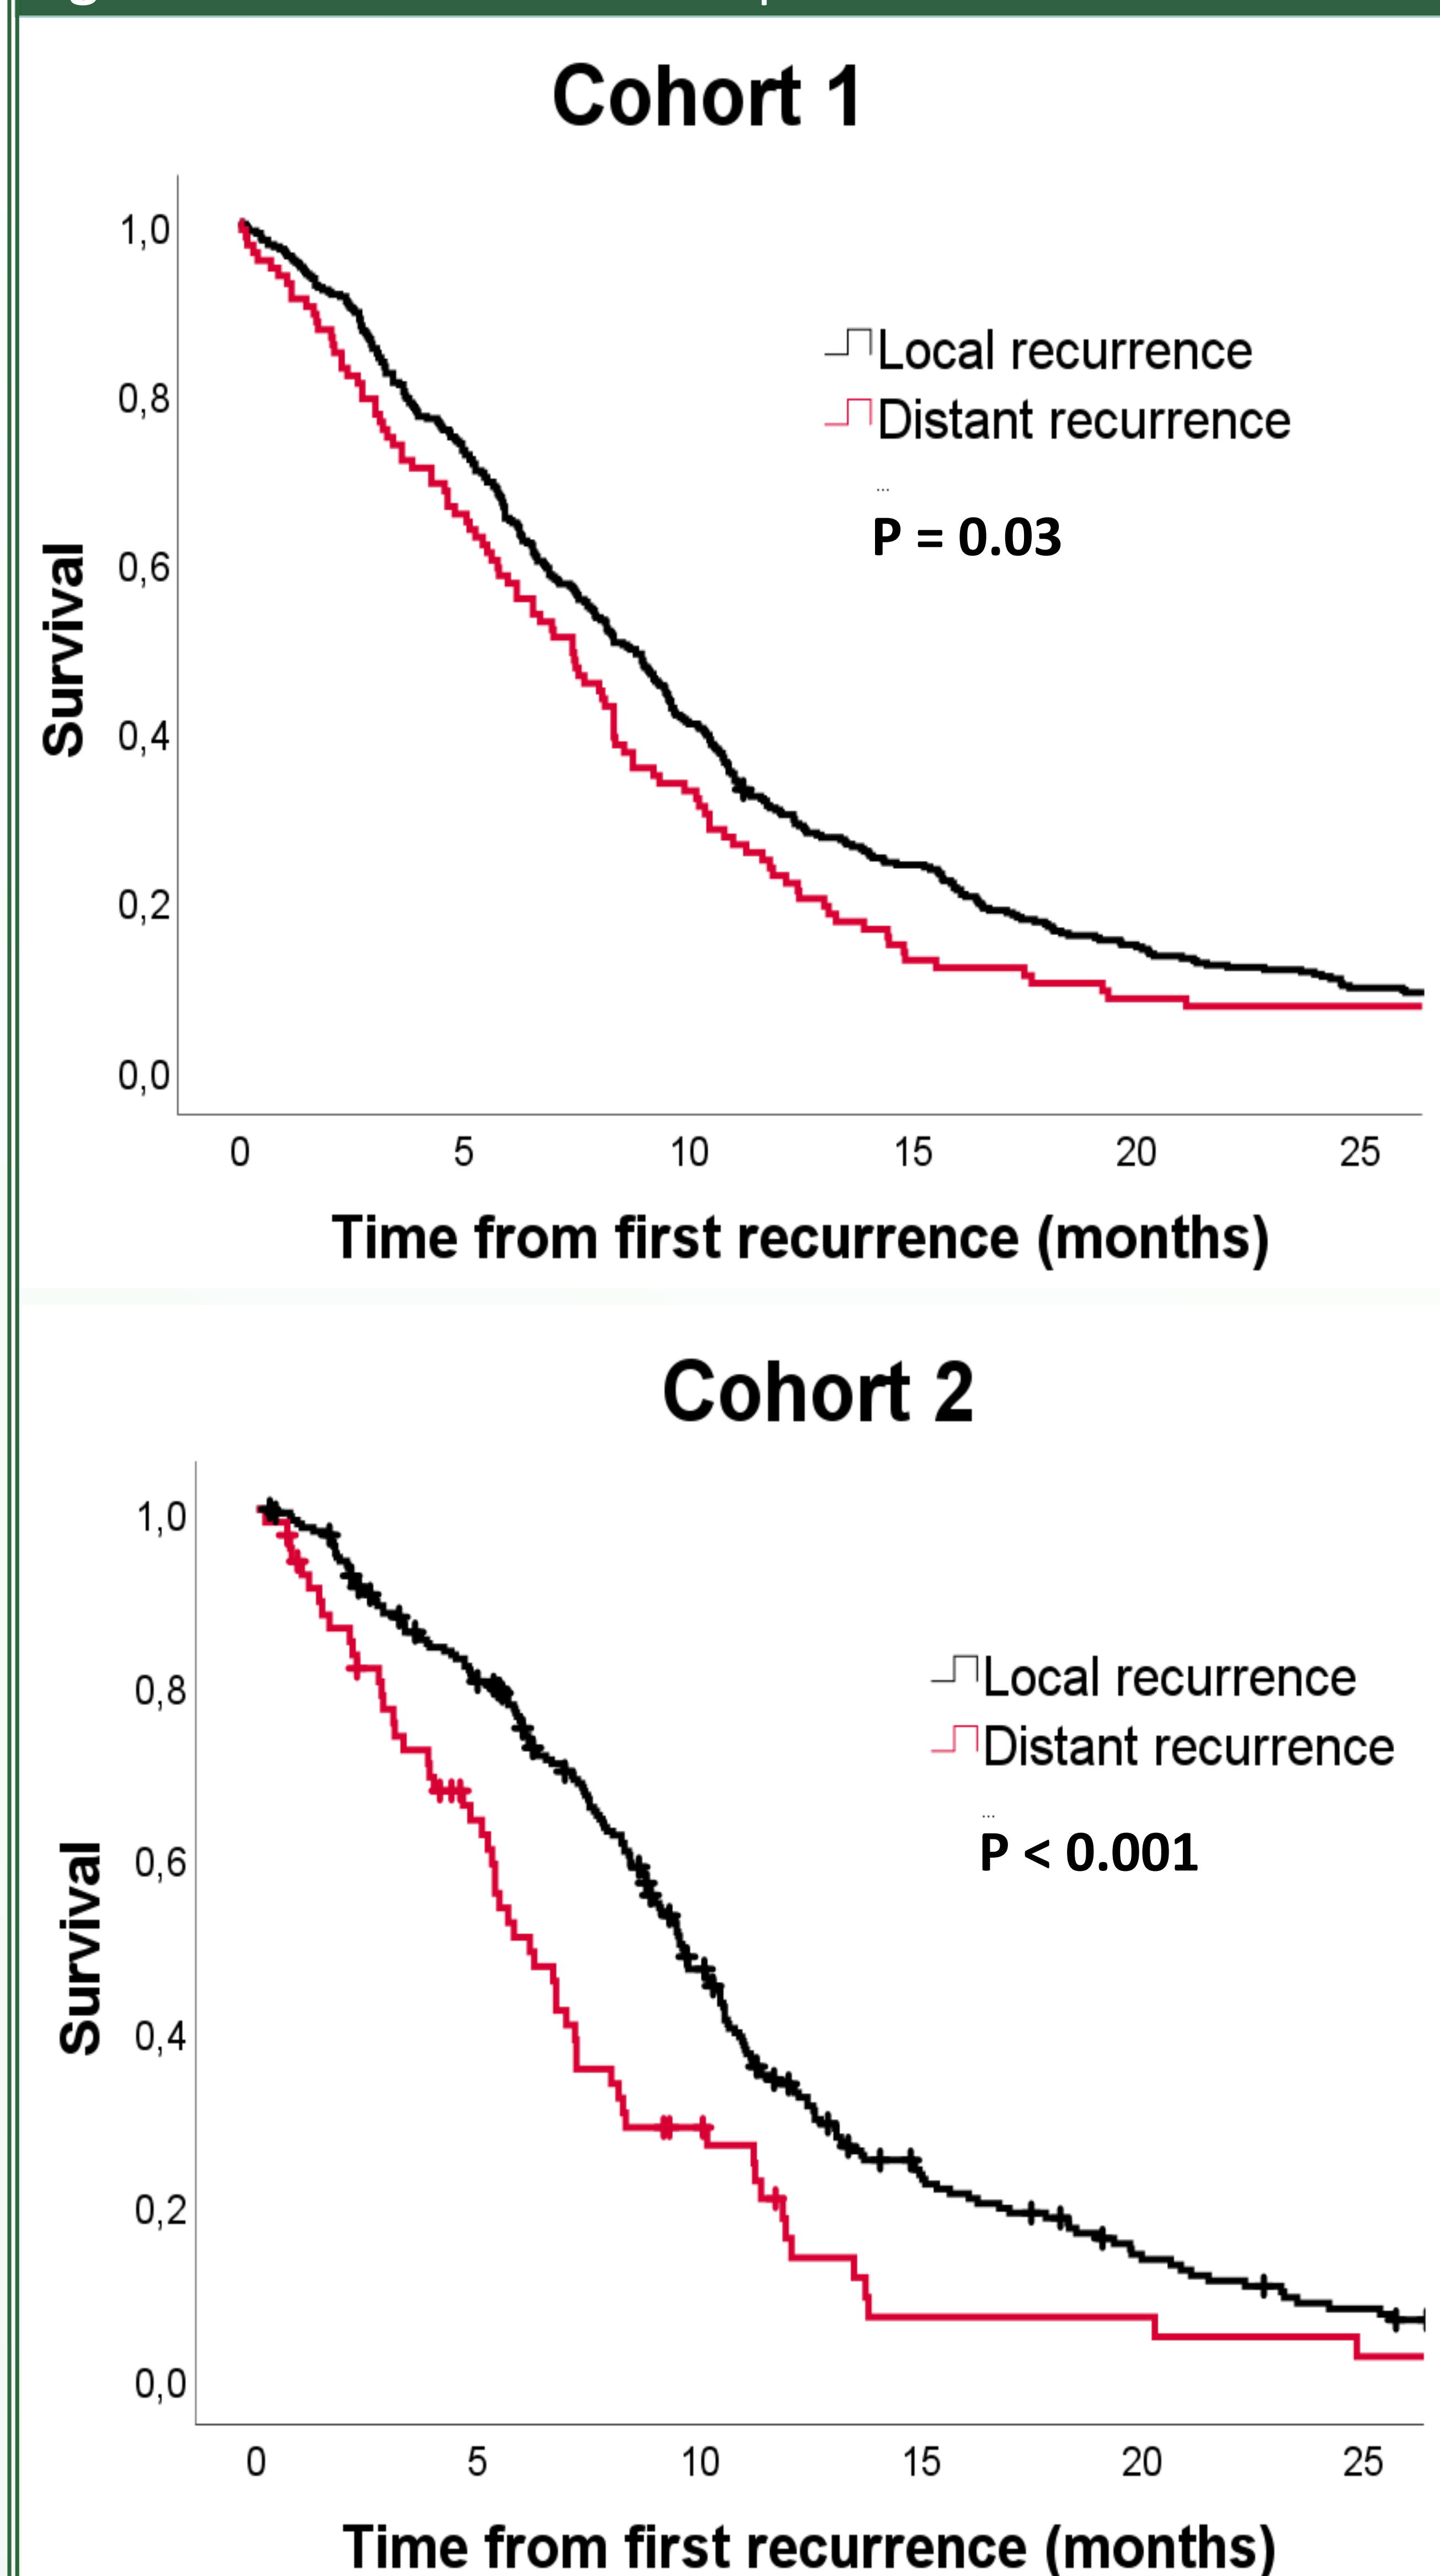 Cohort 1
1,0
0,8
0,6
0,4
0,2
0,0
Survival
Local recurrence
Distant recurrence
...
P = 0.03
0 5 10 15 20 25
Time from first recurrence (months)
Cohort 2
1,0
0,8
0,6
0,4
0,2
0,0
Survival
Local recurrence
Distant recurrence
...
P < 0.001
0 5 10 15 20 25
Time from first recurrence (months)